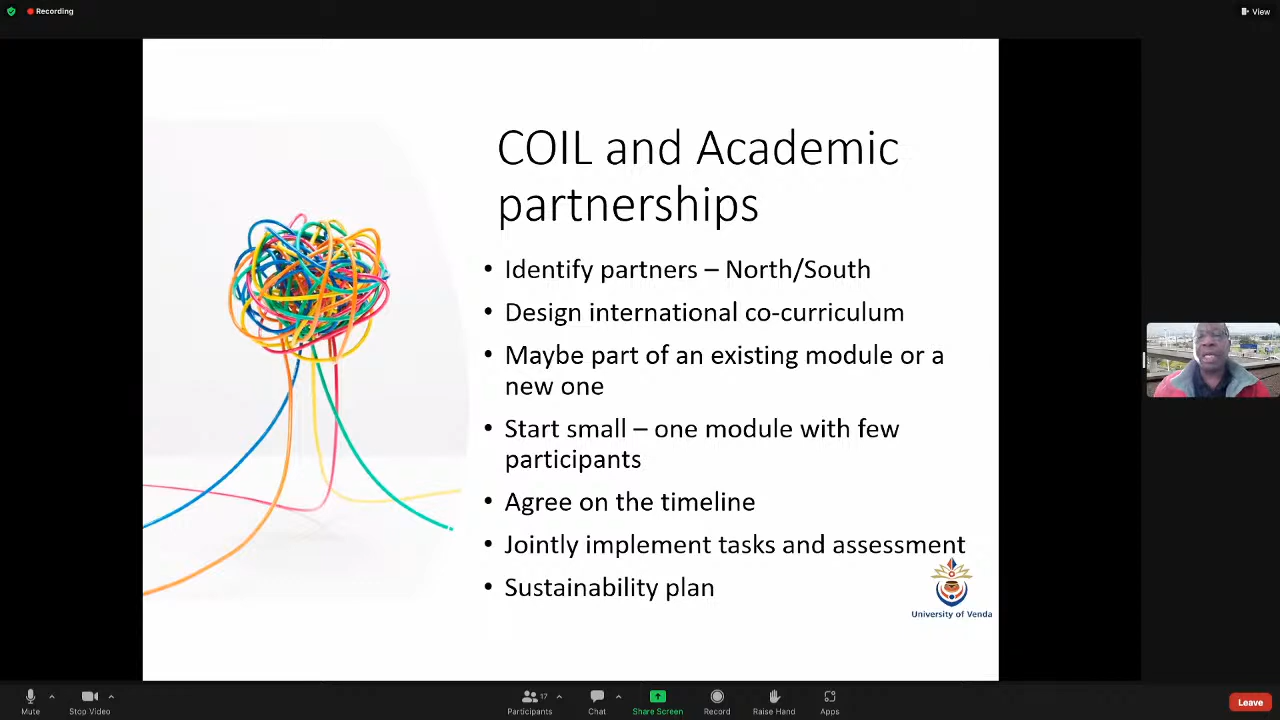 Recording
View
COIL and Academic
partnerships
• Identify partners – North/South
• Design international co-curriculum
• Maybe part of an existing module or a
new one
• Start small – one module with few
participants
• Agree on the timeline
• Jointly implement tasks and assessment
• Sustainability plan
University of Venda
Mute
Stop Video
Participants
17
Chat
Share Screen
Record
Raise Hand
Apps
Leave